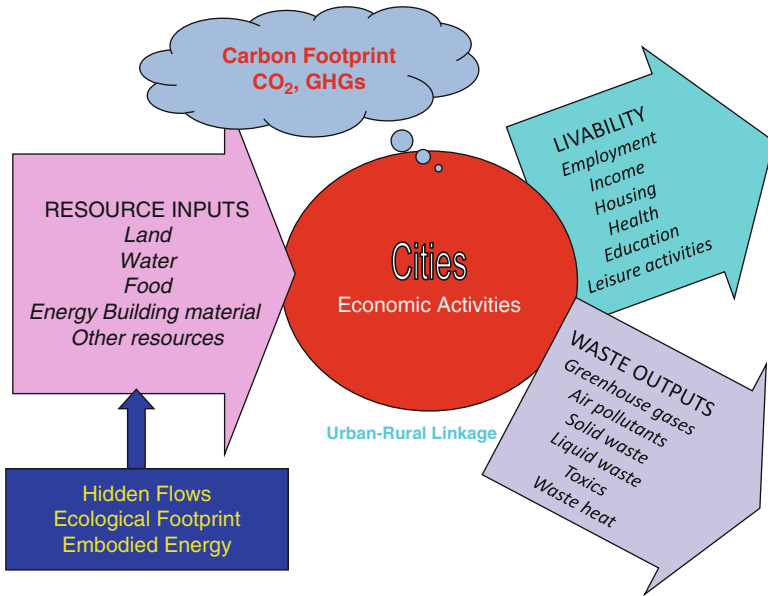 Carbon Footprint
CO₂, GHGs
RESOURCE INPUTS
Land
Water
Food
Energy Building material
Other resources
Cities
Economic Activities
LIVABILITY
Employment
Income
Housing
Health
Education
Leisure activities
WASTE OUTPUTS
Greenhouse gases
Air pollutants
Solid waste
Liquid waste
Toxics
Waste heat
Urban-Rural Linkage
Hidden Flows
Ecological Footprint
Embodied Energy